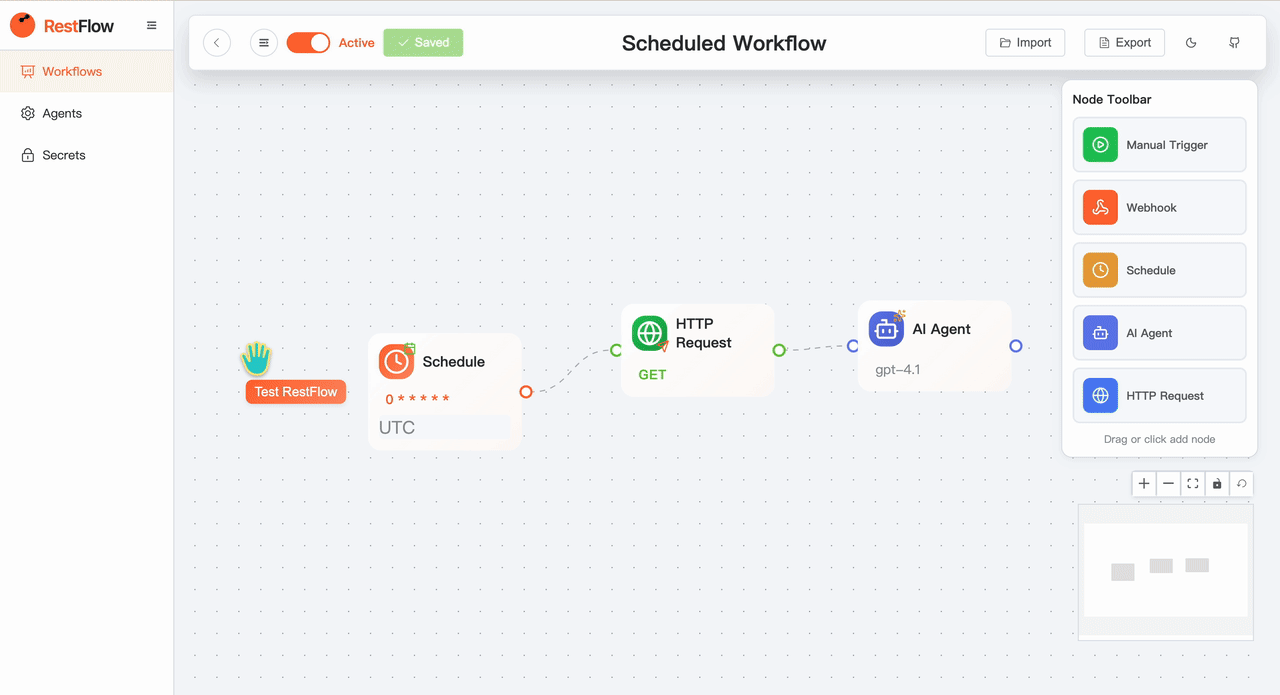 RestFlow
Workflows
Agents
Secrets
Active
Saved
Scheduled Workflow
Import
Export
Node Toolbar
Manual Trigger
Webhook
Schedule
AI Agent
HTTP Request
Drag or click add node
Test RestFlow
Schedule
0 * * * * *
UTC
HTTP
Request
GET
AI Agent
gpt-4.1